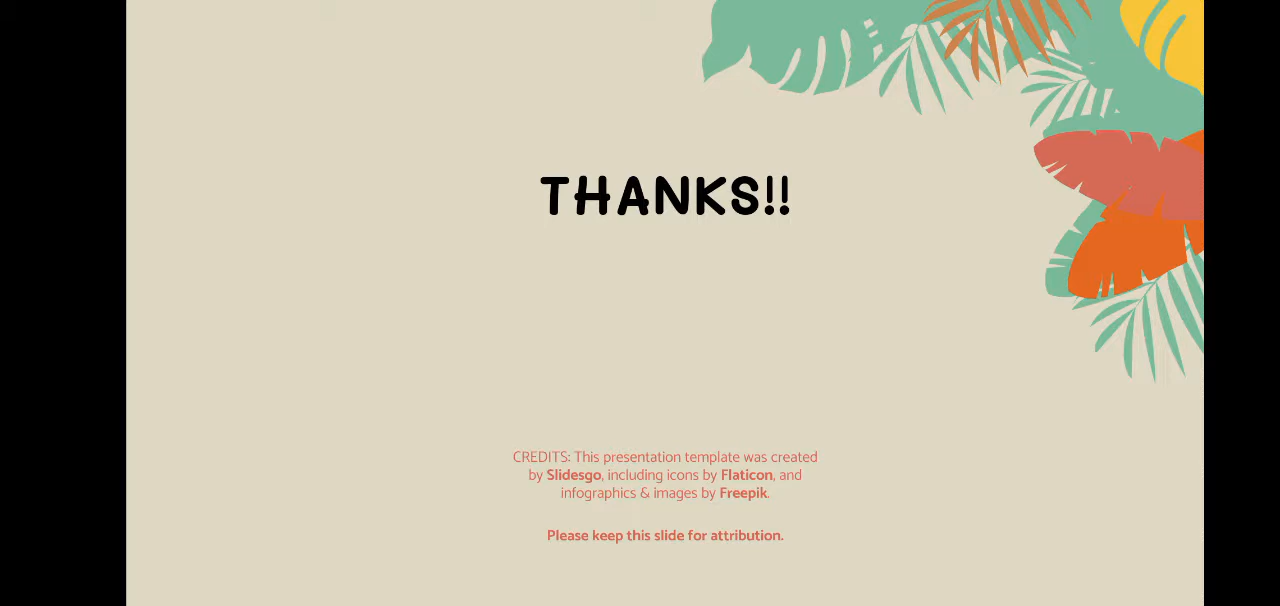 THANKS!!
CREDITS: This presentation template was created
by Slidesgo, including icons by Flaticon, and
infographics & images by Freepik.
Please keep this slide for attribution.